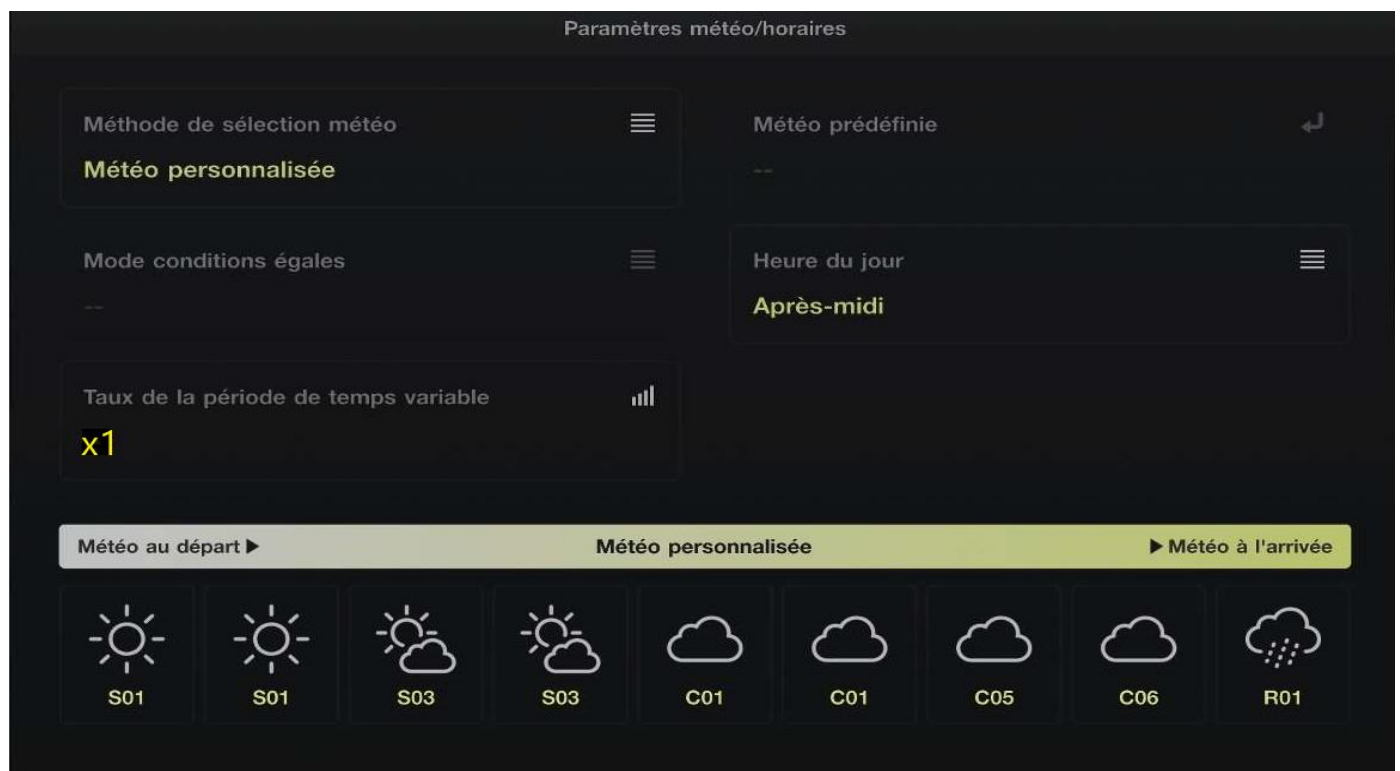 Paramètres météo/horaires
Méthode de sélection météo
Météo personnalisée
Météo prédéfinie
--
Mode conditions égales
--
Heure du jour
Après-midi
Taux de la période de temps variable
x1
Météo au départ ▶ Météo personnalisée ▶ Météo à l'arrivée
S01 S01 S03 S03 C01 C01 C05 C06 R01